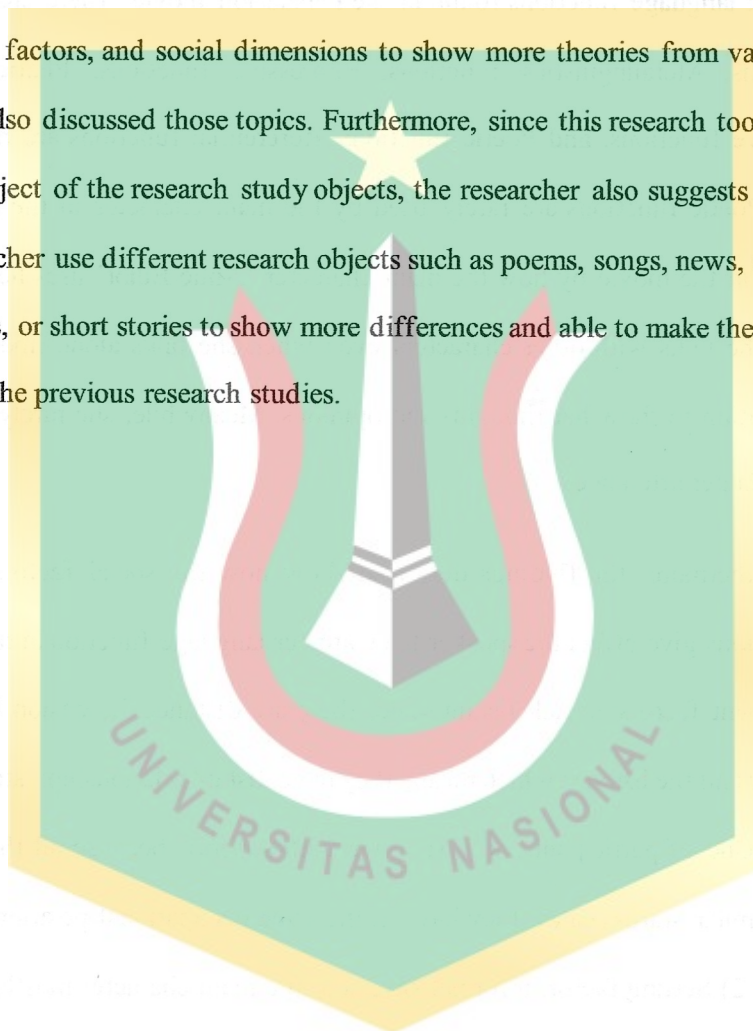 factors, and social dimensions to show more theories from va
lso discussed those topics. Furthermore, since this research too
ject of the research study objects, the researcher also suggests
cher use different research objects such as poems, songs, news,
, or short stories to show more differences and able to make the
he previous research studies.
UNIVERSITAS NASIONAL